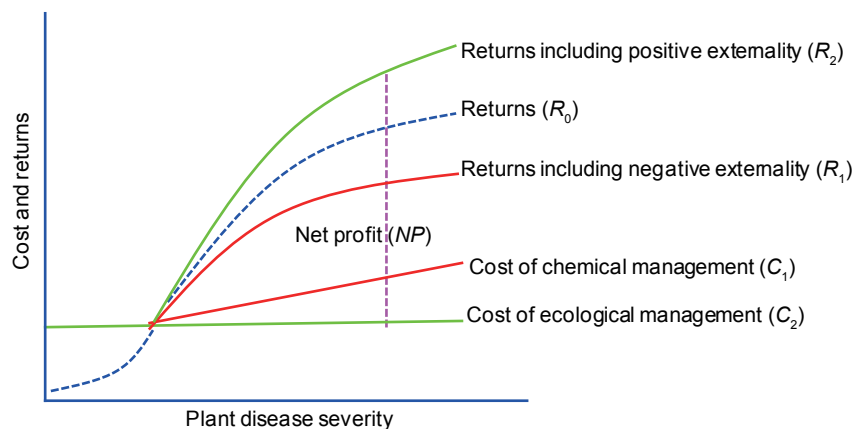 Cost and returns
Returns including positive externality (R₂)
Returns (R₀)
Returns including negative externality (R₁)
Net profit (NP)
Cost of chemical management (C₁)
Cost of ecological management (C₂)
Plant disease severity